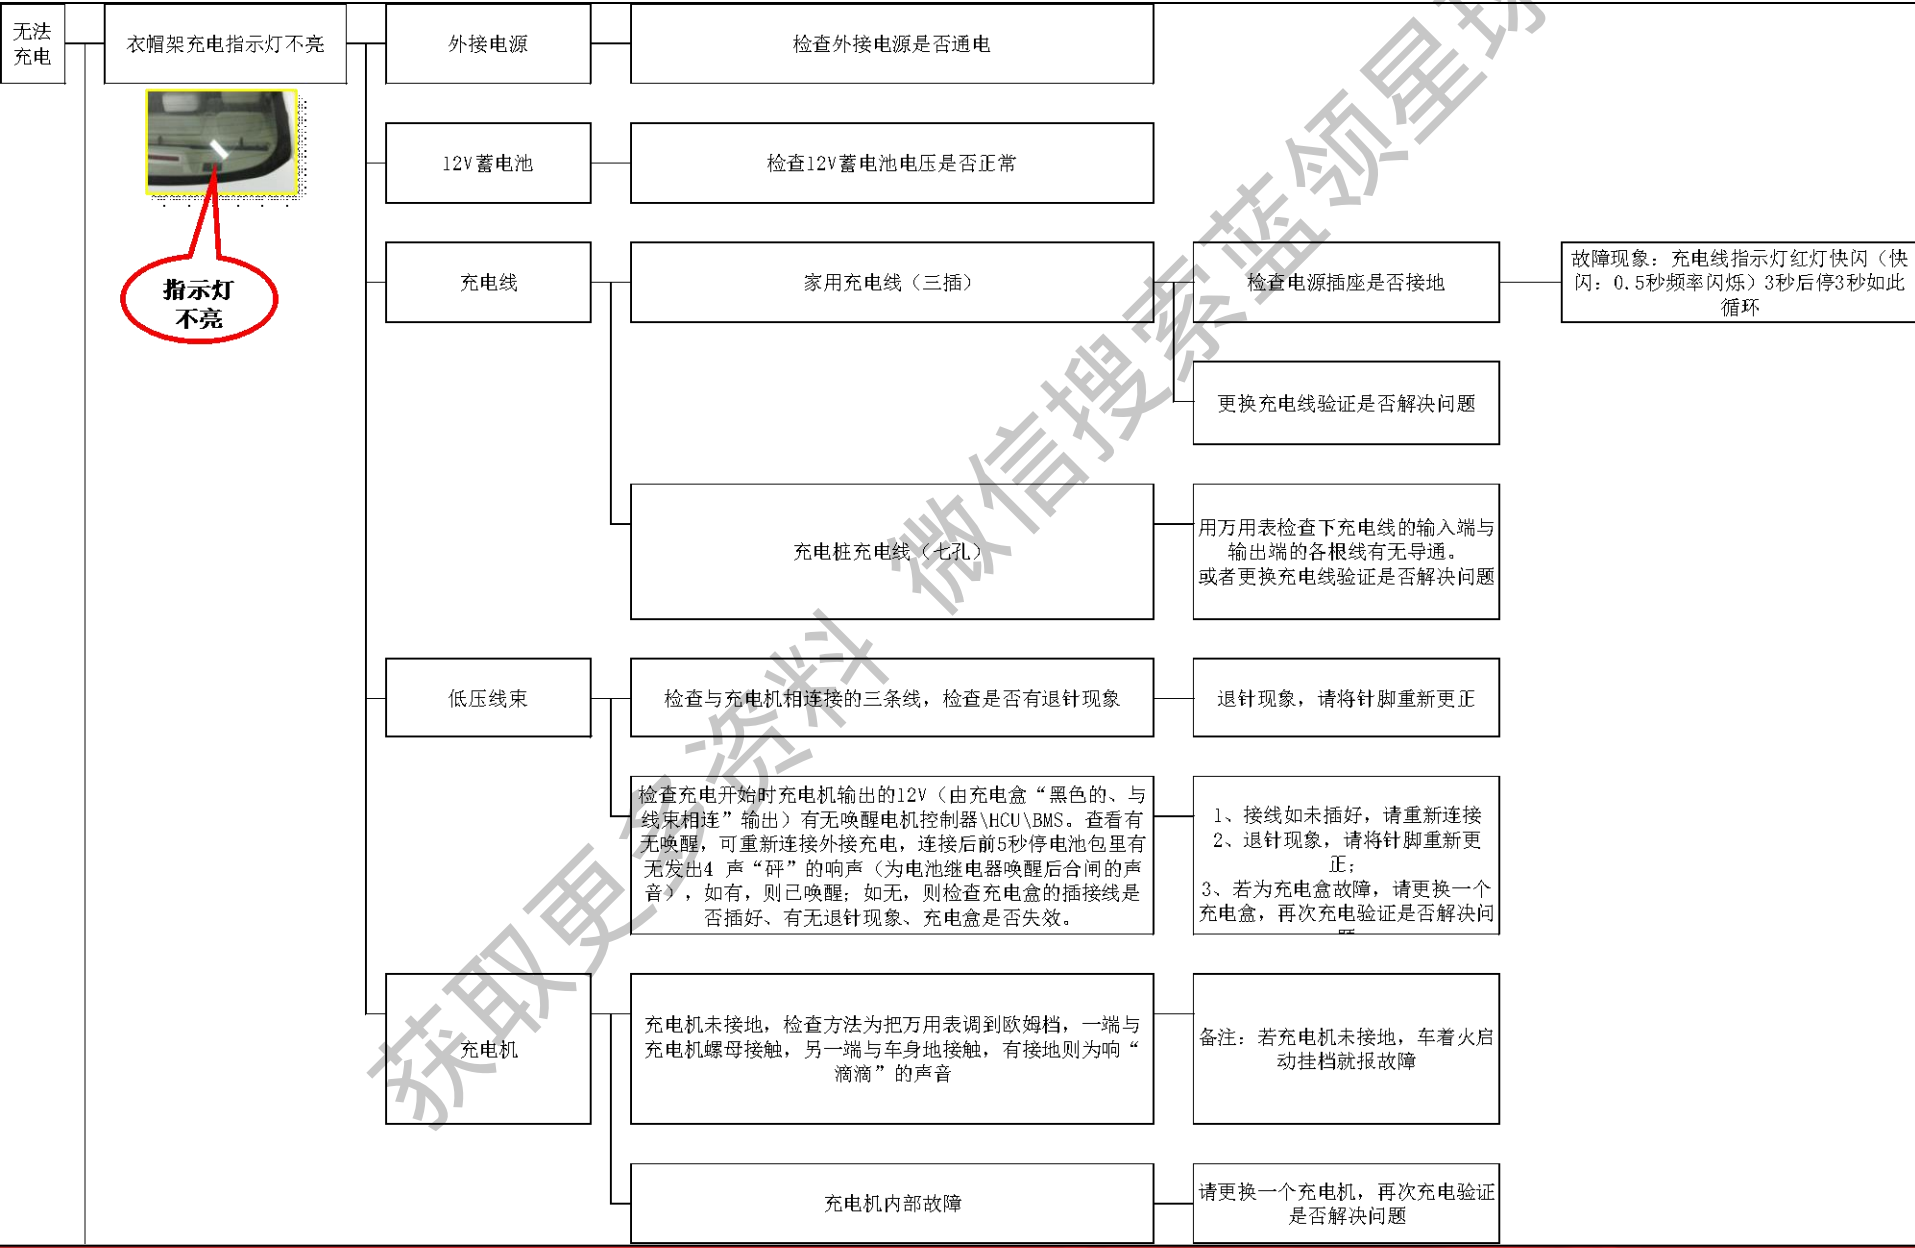 无法
充电
衣帽架充电指示灯不亮
外接电源
检查外接电源是否通电
指示灯
不亮
12V蓄电池
检查12V蓄电池电压是否正常
充电线
家用充电线（三插）
检查电源插座是否接地
故障现象：充电线指示灯红灯快闪（快
闪：0.5秒频率闪烁）3秒后停3秒如此
循环
更换充电线验证是否解决问题
充电桩充电线（七孔）
用万用表检查下充电线的输入端与
输出端的各根线有无导通。
或者更换充电线验证是否解决问题
低压线束
检查与充电机相连接的三条线，检查是否有退针现象
退针现象，请将针脚重新更正
检查充电开始时充电机输出的12V（由充电盒“黑色的、与
线束相连”输出）有无唤醒电机控制器\HCU\BMS。查看有
无唤醒，可重新连接外接充电，连接后前5秒停电池包里有
无发出4 声“砰”的响声（为电池继电器唤醒后合闸的声
音），如有，则已唤醒；如无，则检查充电盒的插接线是
否插好、有无退针现象、充电盒是否失效。
1、接线如未插好，请重新连接
2、退针现象，请将针脚重新更
正；
3、若为充电盒故障，请更换一个
充电盒，再次充电验证是否解决问
充电机
充电机未接地，检查方法为把万用表调到欧姆档，一端与
充电机螺母接触，另一端与车身地接触，有接地则为响“
滴滴”的声音
备注：若充电机未接地，车着火启
动挂档就报故障
充电机内部故障
请更换一个充电机，再次充电验证
是否解决问题
获取更多资料 微信搜索蓝领星球